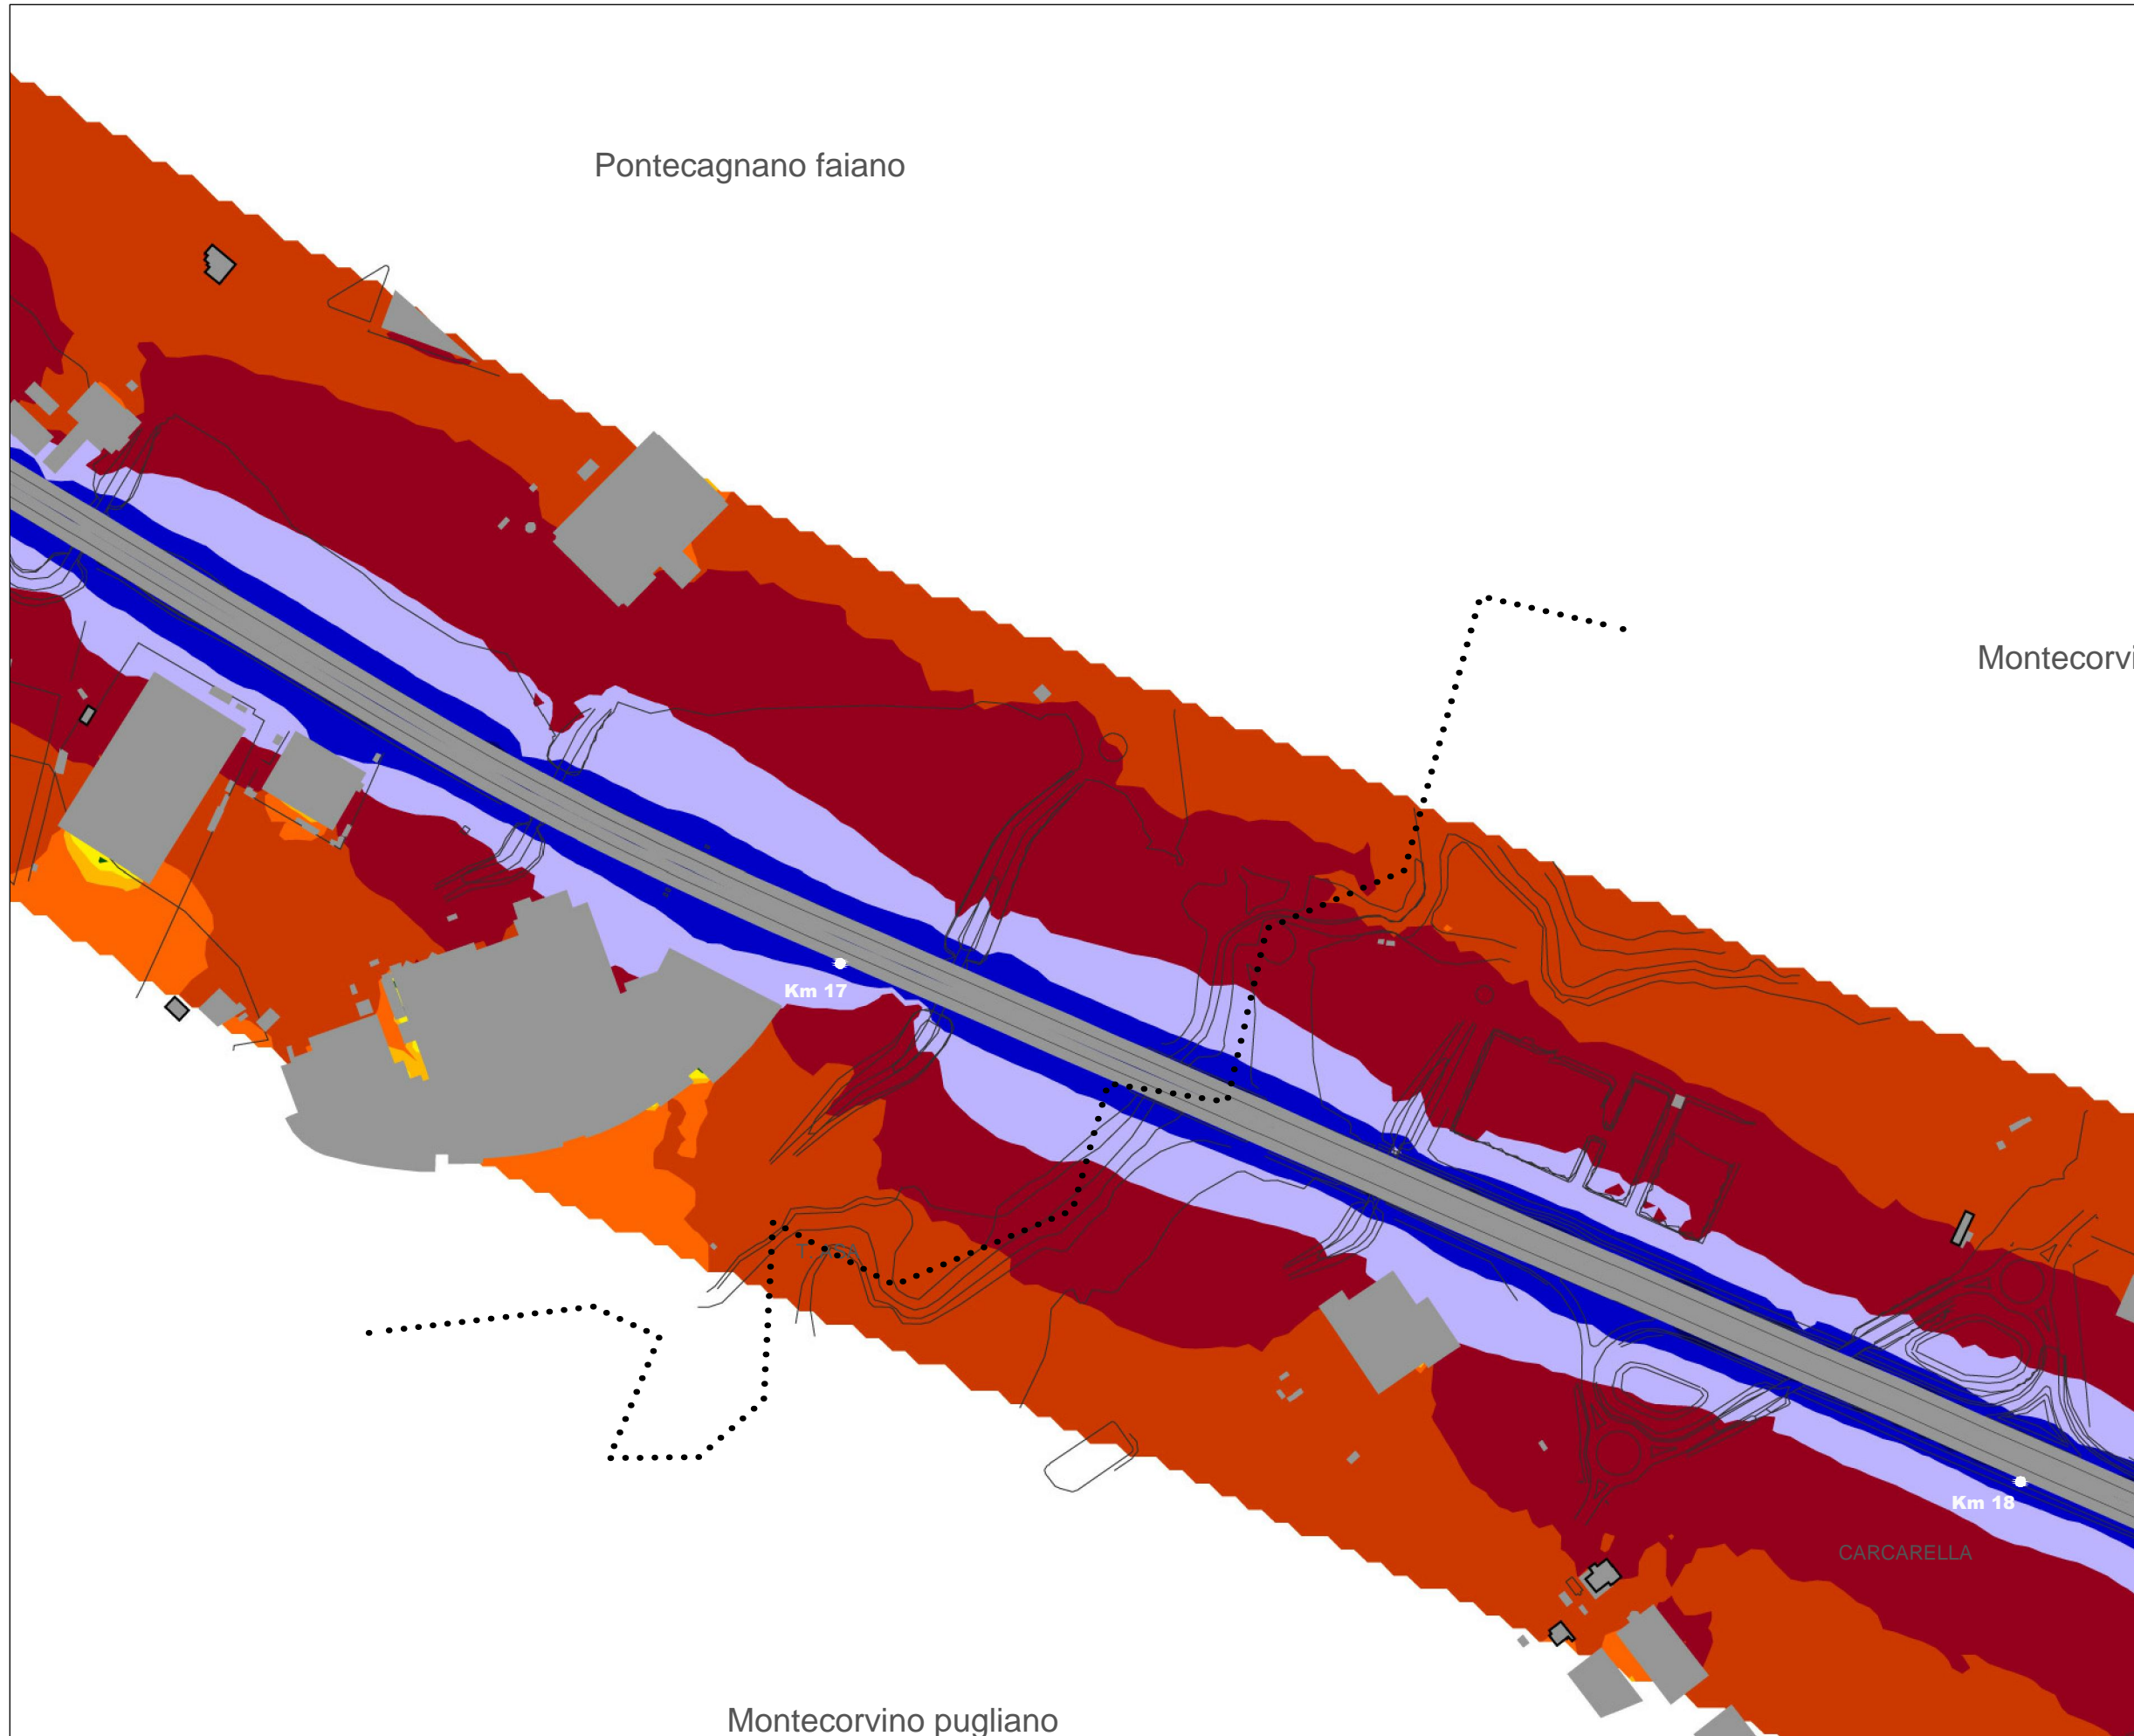 Pontecagnano faiano
Montecorvi
Km 17
Km 18
CARCARELLA
Montecorvino pugliano